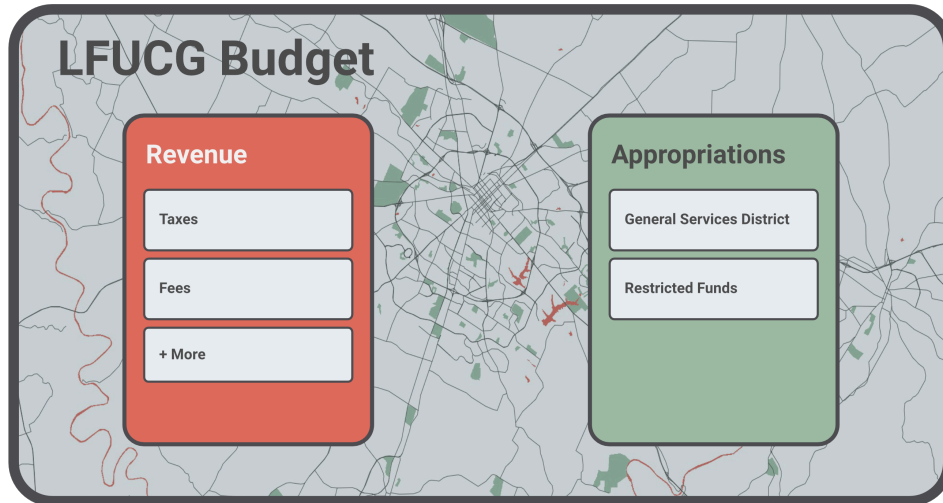 LFUCG Budget
Revenue
Taxes
Fees
+ More
Appropriations
General Services District
Restricted Funds